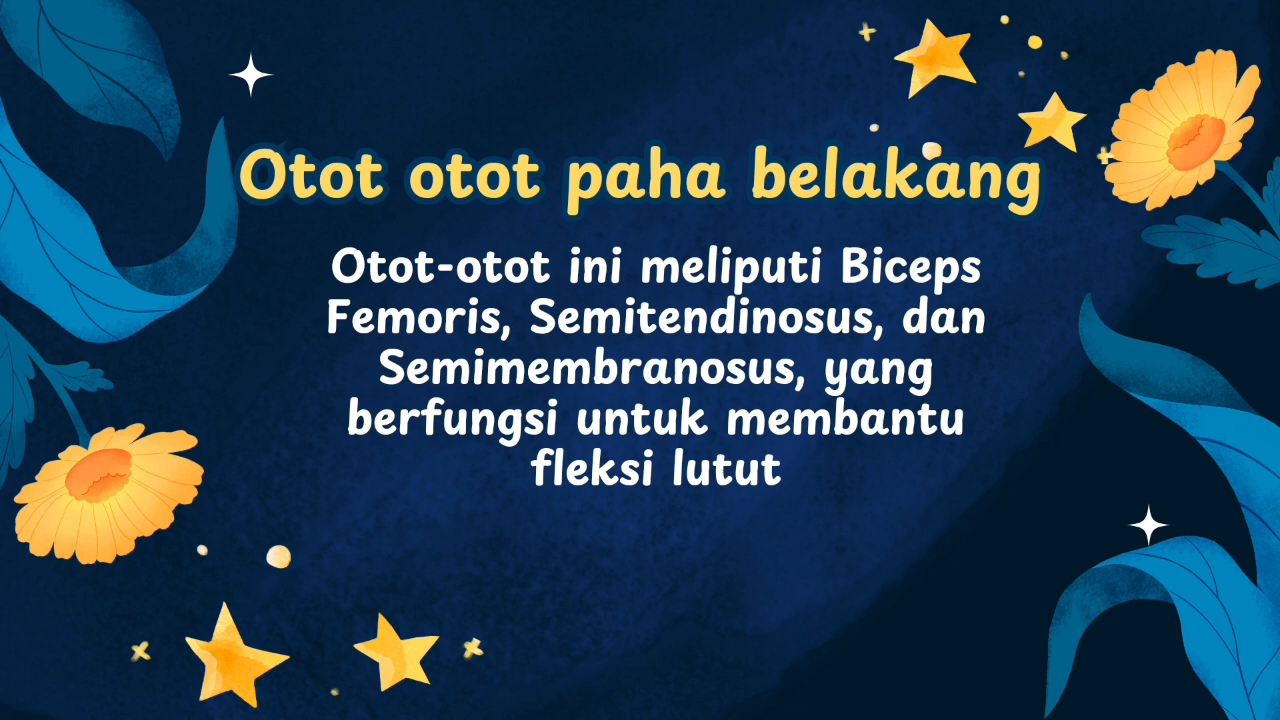 Otot otot paha belakang
Otot-otot ini meliputi Biceps
Femoris, Semitendinosus, dan
Semimembranosus, yang
berfungsi untuk membantu
fleksi lutut